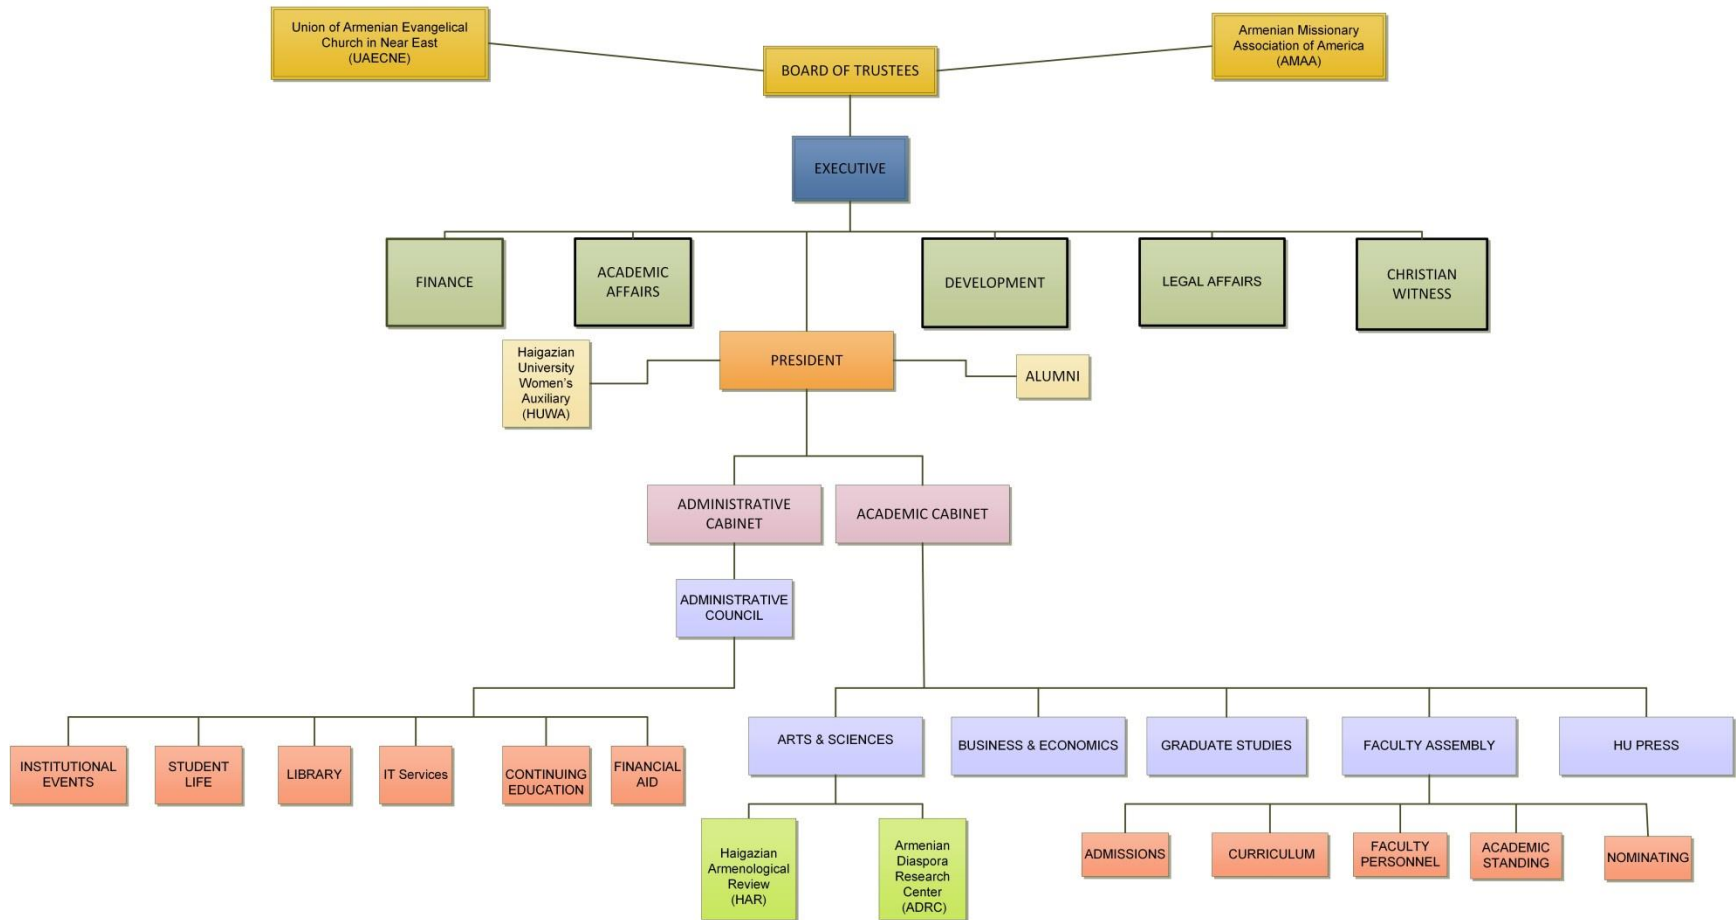 Union of Armenian Evangelical
Church in Near East
(UAECNE)
BOARD OF TRUSTEES
Armenian Missionary
Association of America
(AMAA)
EXECUTIVE
FINANCE
ACADEMIC
AFFAIRS
DEVELOPMENT
LEGAL AFFAIRS
CHRISTIAN
WITNESS
Haigazian
University
Women's
Auxiliary
(HUWA)
PRESIDENT
ALUMNI
ADMINISTRATIVE
CABINET
ACADEMIC CABINET
ADMINISTRATIVE
COUNCIL
INSTITUTIONAL
EVENTS
STUDENT
LIFE
LIBRARY
IT Services
CONTINUING
EDUCATION
FINANCIAL
AID
ARTS & SCIENCES
BUSINESS & ECONOMICS
GRADUATE STUDIES
FACULTY ASSEMBLY
HU PRESS
Haigazian
Armenological
Review
(HAR)
Armenian
Diaspora
Research
Center
(ADRC)
ADMISSIONS
CURRICULUM
FACULTY
PERSONNEL
ACADEMIC
STANDING
NOMINATING